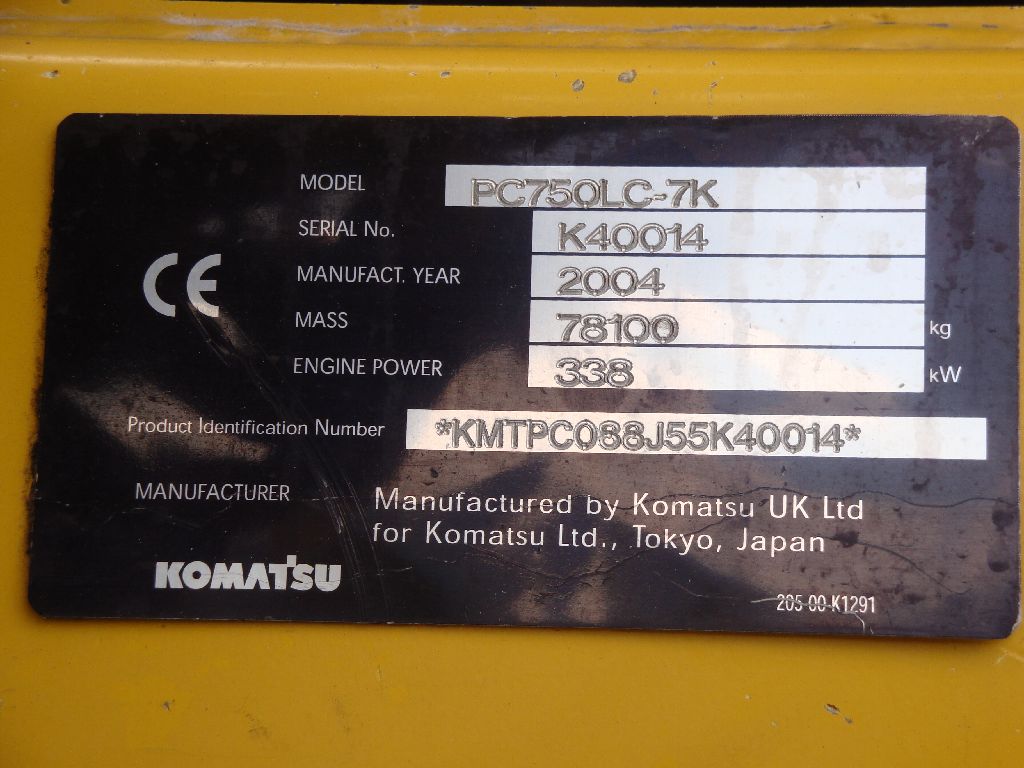 MODEL PC750LC-7K
SERIAL No. K40014
MANUFACT. YEAR 2004
MASS 78100 kg
ENGINE POWER 338 kW
CE
Product Identification Number *KMTPC088J55K40014*
MANUFACTURER Manufactured by Komatsu UK Ltd
for Komatsu Ltd., Tokyo, Japan
KOMATSU
205-00-K1291